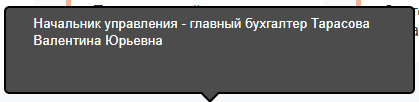 Начальник управления - главный бухгалтер Тарасова
Валентина Юрьевна